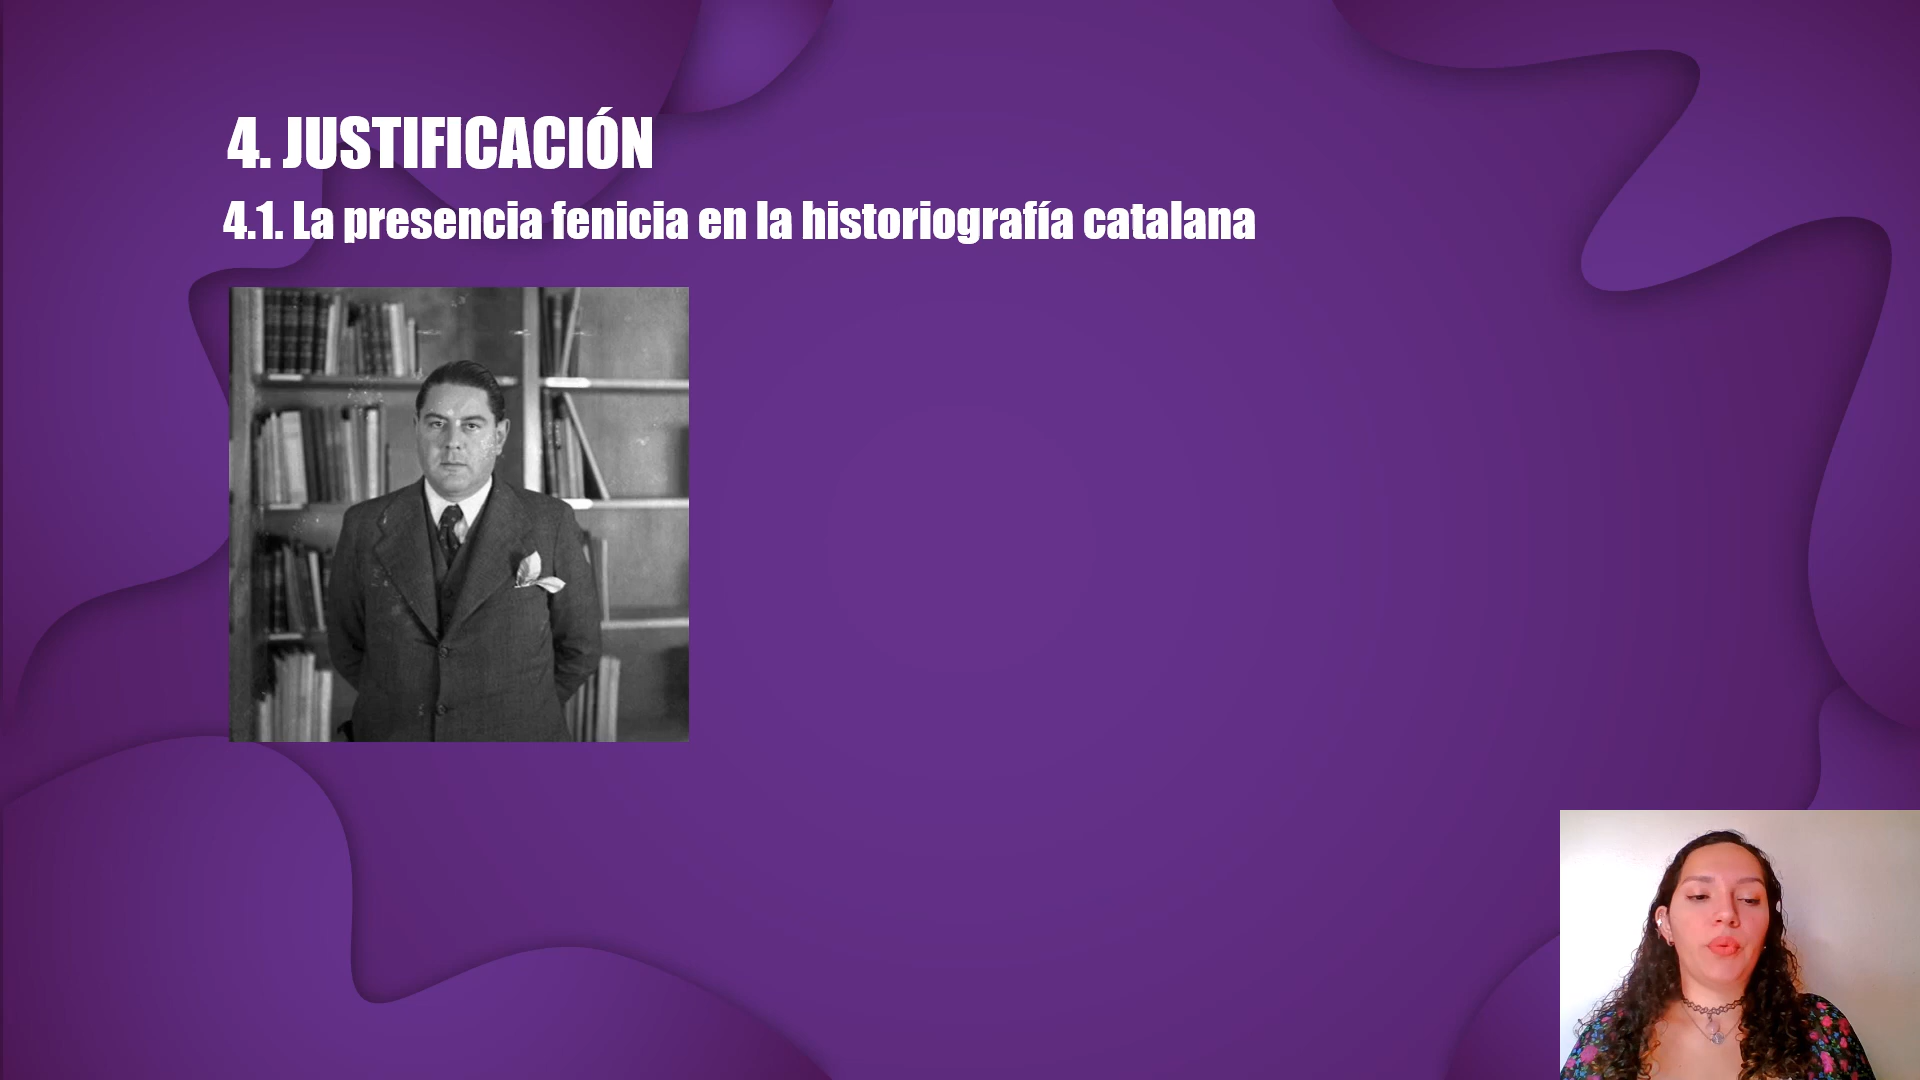 4. JUSTIFICACIÓN
4.1. La presencia fenicia en la historiografía catalana